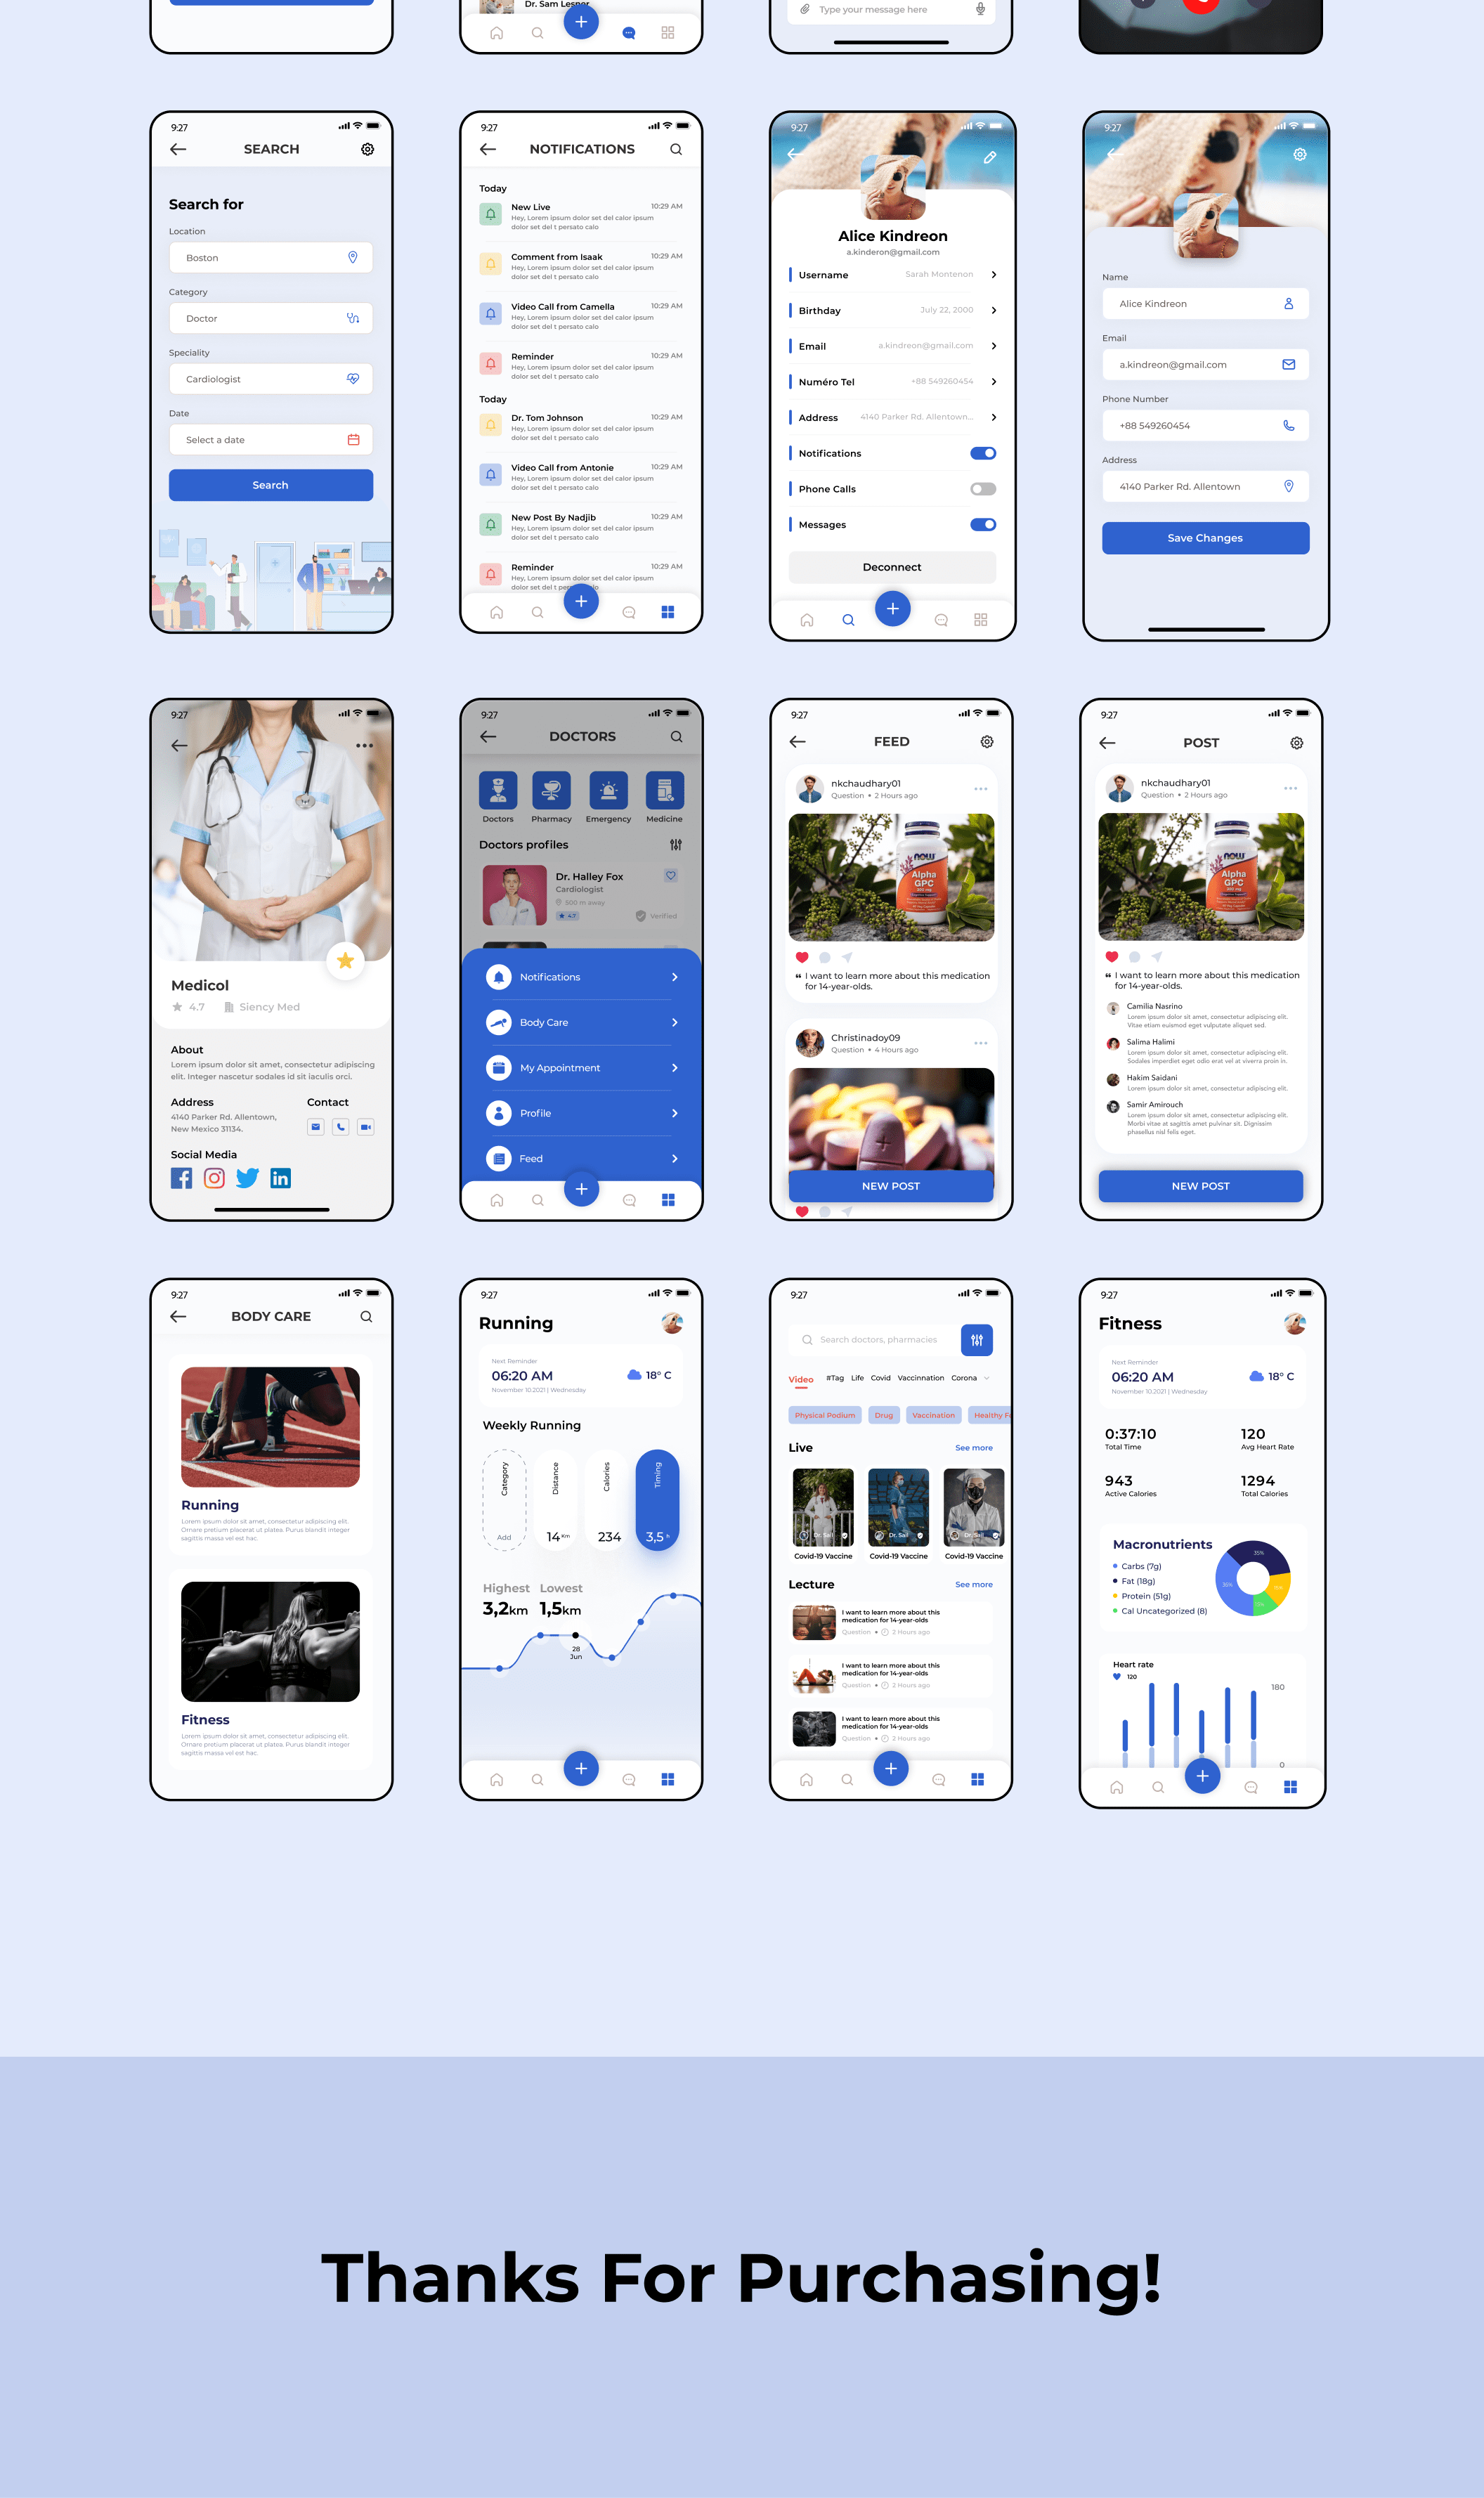 Dr. Sam Lesner
Type your message here
9:27
SEARCH
Search for
Location
Boston
Category
Doctor
Speciality
Cardiologist
Date
Select a date
Search
9:27
NOTIFICATIONS
Today
New Live 10:29 AM
Hey, Lorem ipsum dolor set del calor ipsum
dolor set del t persato calo
Comment from Isaak 10:29 AM
Hey, Lorem ipsum dolor set del calor ipsum
dolor set del t persato calo
Video Call from Camella 10:29 AM
Hey, Lorem ipsum dolor set del calor ipsum
dolor set del t persato calo
Reminder 10:29 AM
Hey, Lorem ipsum dolor set del calor ipsum
dolor set del t persato calo
Today
Dr. Tom Johnson 10:29 AM
Hey, Lorem ipsum dolor set del calor ipsum
dolor set del t persato calo
Video Call from Antonie 10:29 AM
Hey, Lorem ipsum dolor set del calor ipsum
dolor set del t persato calo
New Post By Nadjib 10:29 AM
Hey, Lorem ipsum dolor set del calor ipsum
dolor set del t persato calo
Reminder 10:29 AM
Hey, Lorem ipsum dolor set del calor ipsum
dolor set del t calo
9:27
Alice Kindreon
a.kinderon@gmail.com
Username Sarah Montenon
Birthday July 22, 2000
Email a.kindreon@gmail.com
Numéro Tel +88 549260454
Address 4140 Parker Rd. Allentown...
Notifications
Phone Calls
Messages
Deconnect
9:27
Name
Alice Kindreon
Email
a.kindreon@gmail.com
Phone Number
+88 549260454
Address
4140 Parker Rd. Allentown
Save Changes
9:27
Medicol
4.7 Siency Med
About
Lorem ipsum dolor sit amet, consectetur adipiscing
elit. Integer nascetur sodales id sit iaculis orci.
Address Contact
4140 Parker Rd. Allentown,
New Mexico 31134.
Social Media
9:27
DOCTORS
Doctors Pharmacy Emergency Medicine
Doctors profiles
Dr. Halley Fox
Cardiologist
500 m away
4.7 Verified
Notifications
Body Care
My Appointment
Profile
Feed
9:27
FEED
nkchaudhary01
Question • 2 Hours ago
now
Alpha
GPC
❝ I want to learn more about this medication
for 14-year-olds.
Christinadoy09
Question • 4 Hours ago
NEW POST
9:27
POST
nkchaudhary01
Question • 2 Hours ago
now
Alpha
GPC
❝ I want to learn more about this medication
for 14-year-olds.
Camilia Nasrino
Lorem ipsum dolor sit amet, consectetur adipiscing elit.
Vitae etiam euismod eget vulputate aliquet sed.
Salima Halimi
Lorem ipsum dolor sit amet, consectetur adipiscing elit.
Sodales imperdiet eget odio erat vel at viverra proin in.
Hakim Saidani
Lorem ipsum dolor sit amet, consectetur adipiscing elit.
Samir Amirouch
Lorem ipsum dolor sit amet, consectetur adipiscing elit.
Morbi vitae at sagittis amet pulvinar sit. Dignissim
phasellus nisl felis eget.
NEW POST
9:27
BODY CARE
Running
Lorem ipsum dolor sit amet, consectetur adipiscing elit.
Ornare pretium placerat ut platea. Purus blandit integer
sagittis massa vel est hac.
Fitness
Lorem ipsum dolor sit amet, consectetur adipiscing elit.
Ornare pretium placerat ut platea. Purus blandit integer
sagittis massa vel est hac.
9:27
Running
Next Reminder
06:20 AM 18° C
November 10.2021 | Wednesday
Weekly Running
Category Distance Calories Timing
Add 14 Km 234 3,5 h
Highest Lowest
3,2km 1,5km
28
Jun
9:27
Search doctors, pharmacies
Video #Tag Life Covid Vaccinnation Corona
Physical Podium Drug Vaccination Healthy F
Live See more
Dr. Sail Dr. Sail Dr. Sail
Covid-19 Vaccine Covid-19 Vaccine Covid-19 Vaccine
Lecture See more
I want to learn more about this
medication for 14-year-olds
Question • 2 Hours ago
I want to learn more about this
medication for 14-year-olds
Question • 2 Hours ago
I want to learn more about this
medication for 14-year-olds
Question • 2 Hours ago
9:27
Fitness
Next Reminder
06:20 AM 18° C
November 10.2021 | Wednesday
0:37:10 120
Total Time Avg Heart Rate
943 1294
Active Calories Total Calories
Macronutrients
Carbs (7g)
Fat (18g)
Protein (51g)
Cal Uncategorized (8)
35%
Heart rate
120
180
0
Thanks For Purchasing!